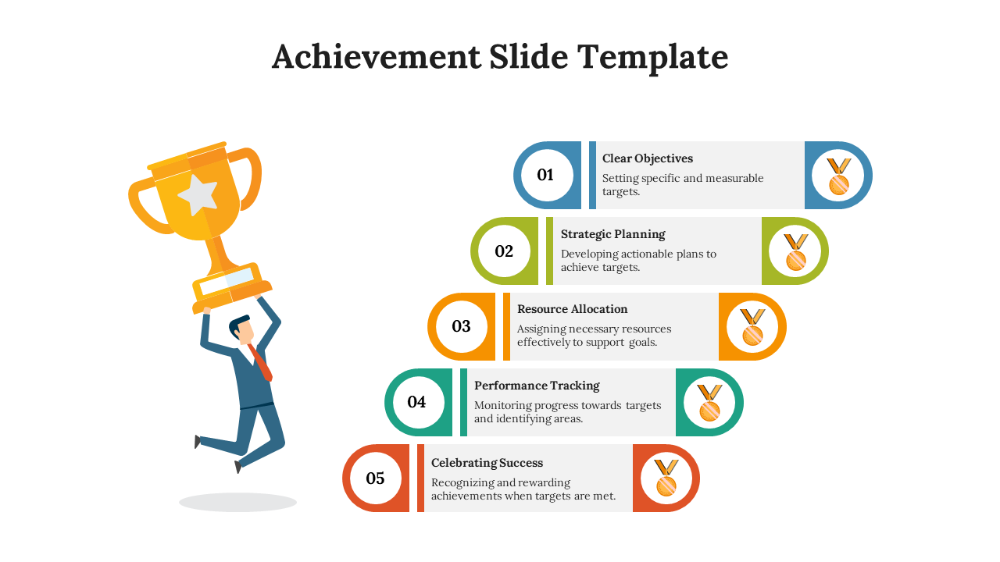 Achievement Slide Template
01
Clear Objectives
Setting specific and measurable
targets.
02
Strategic Planning
Developing actionable plans to
achieve targets.
03
Resource Allocation
Assigning necessary resources
effectively to support goals.
04
Performance Tracking
Monitoring progress towards targets
and identifying areas.
05
Celebrating Success
Recognizing and rewarding
achievements when targets are met.